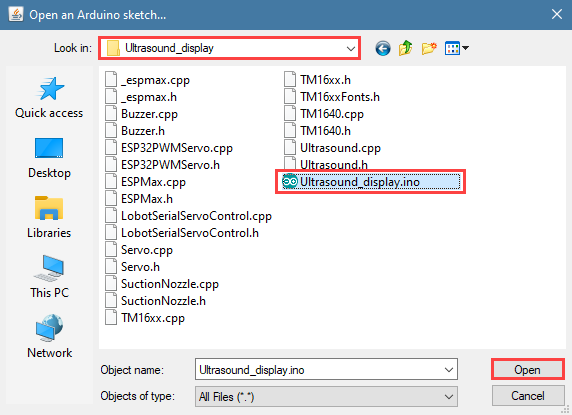 Open an Arduino sketch...
Look in: Ultrasound_display
Quick access
Desktop
Libraries
This PC
Network
_espmax.cpp
_espmax.h
Buzzer.cpp
Buzzer.h
ESP32PWMServo.cpp
ESP32PWMServo.h
ESPMax.cpp
ESPMax.h
LobotSerialServoControl.cpp
LobotSerialServoControl.h
Servo.cpp
Servo.h
SuctionNozzle.cpp
SuctionNozzle.h
TM16xx.cpp
TM16xx.h
TM16xxFonts.h
TM1640.cpp
TM1640.h
Ultrasound.cpp
Ultrasound.h
Ultrasound_display.ino
Object name: Ultrasound_display.ino Open
Objects of type: All Files (*.*) Cancel